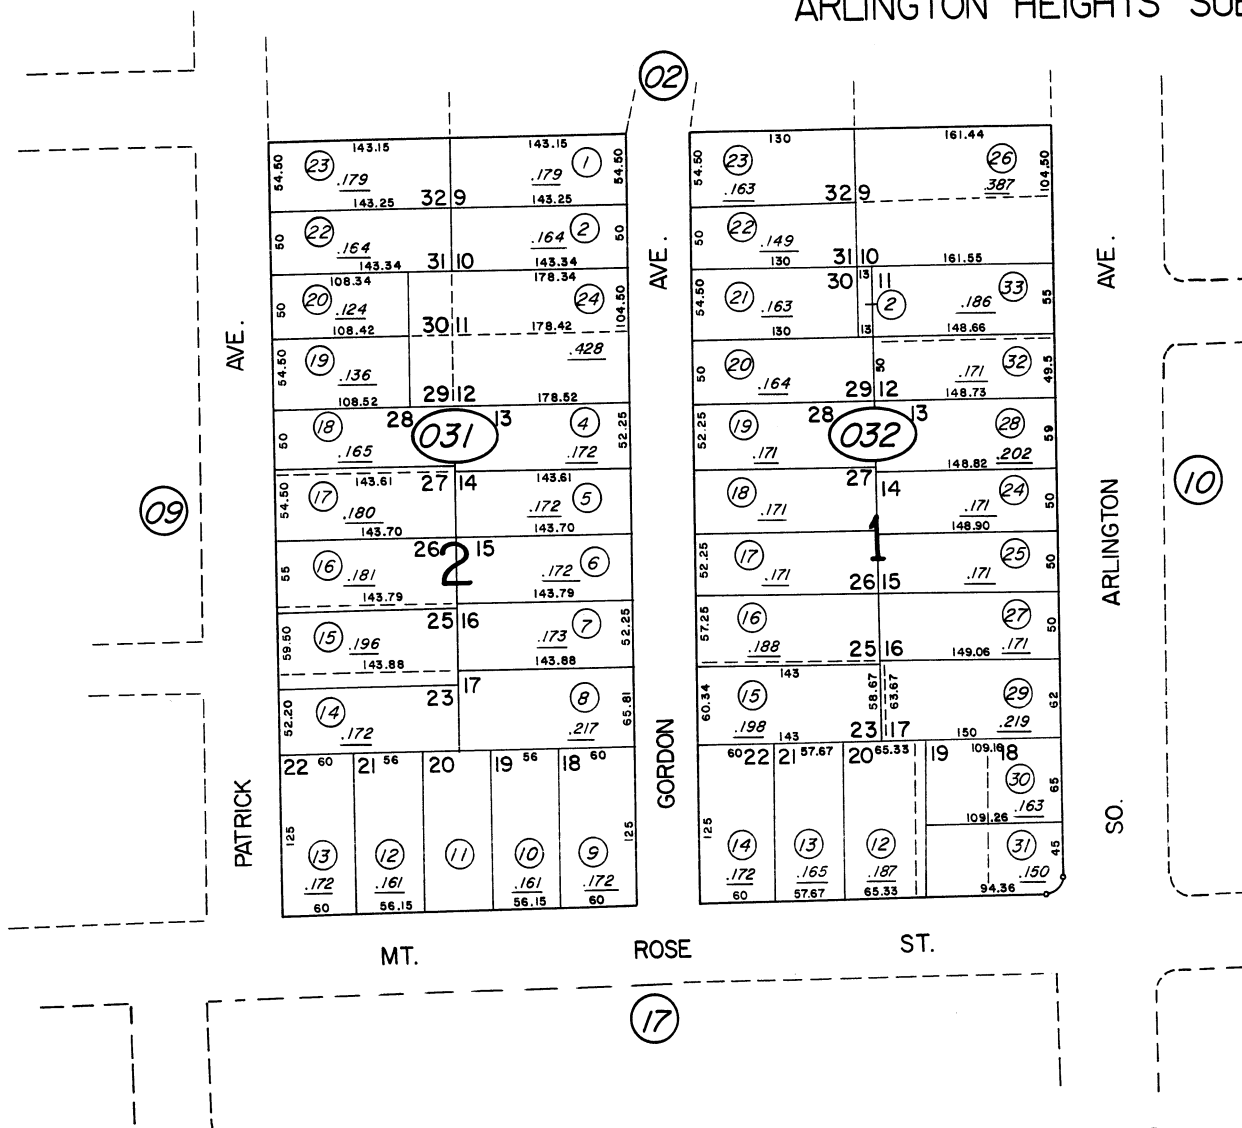 ARLINGTON HEIGHTS SUB
02
143.15 143.15 130 161.44
54.50 23 .179 143.25 32 9 .179 143.25 1 54.50
54.50 23 .163 32 9 26 .387 104.50
50 22 .164 143.34 31 10 .164 143.34 2 50
50 22 .149 130 31 10 161.55
108.34 178.34
50 20 .124 108.42 30 11 178.42 24 104.50
.428
54.50 21 .163 130 30 13 11 2 13 .186 148.66 33 55
54.50 19 .136 108.52 29 12 178.52
50 20 .164 29 50 12 .171 148.73 32 49.5
50 18 .165 28 031 13 4 .172 52.25
52.25 19 .171 28 032 13 28 .202 148.82 59
143.61 27 14 143.61
54.50 17 .180 143.70 .172 143.70 5
18 .171 27 14 .171 148.90 24 50
55 16 .181 143.79 26 2 15 .172 143.79 6
52.25 17 .171 26 1 15 .171 25 50
59.50 15 .196 143.88 25 16 .173 143.88 7 52.25
57.25 16 .188 25 16 149.06 27 .171 50
52.20 14 .172 23 17 8 .217 65.81
143
60.34 15 .198 143 23 58.67 63.67 17 150 29 .219 62
22 60 21 56 20 19 56 18 60
60 22 21 57.67 20 65.33 19 109.16 18
125 13 .172 60 12 .161 56.15 11 10 .161 56.15 9 .172 60 125
125 14 .172 60 13 .165 57.67 12 .187 65.33
30 .163 109.26 65
31 .150 94.36 45
09
10
PATRICK AVE.
GORDON AVE.
SO. ARLINGTON AVE.
MT. ROSE ST.
17